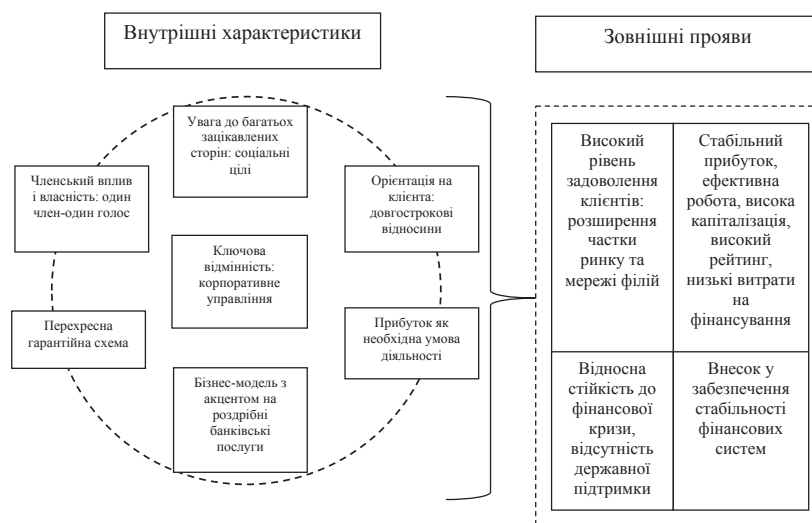 Внутрішні характеристики
Зовнішні прояви
Увага до багатьох
зацікавлених
сторін: соціальні
цілі
Членський вплив
і власність: один
член-один голос
Орієнтація на
клієнта:
довгострокові
відносини
Ключова
відмінність:
корпоративне
управління
Перехресна
гарантійна схема
Прибуток як
необхідна умова
діяльності
Бізнес-модель з
акцентом на
роздрібні
банківські
послуги
Високий
рівень
задоволення
клієнтів:
розширення
частки
ринку та
мережі філій
Стабільний
прибуток,
ефективна
робота, висока
капіталізація,
високий
рейтинг,
низькі витрати
на
фінансування
Відносна
стійкість до
фінансової
кризи,
відсутність
державної
підтримки
Внесок у
забезпечення
стабільності
фінансових
систем